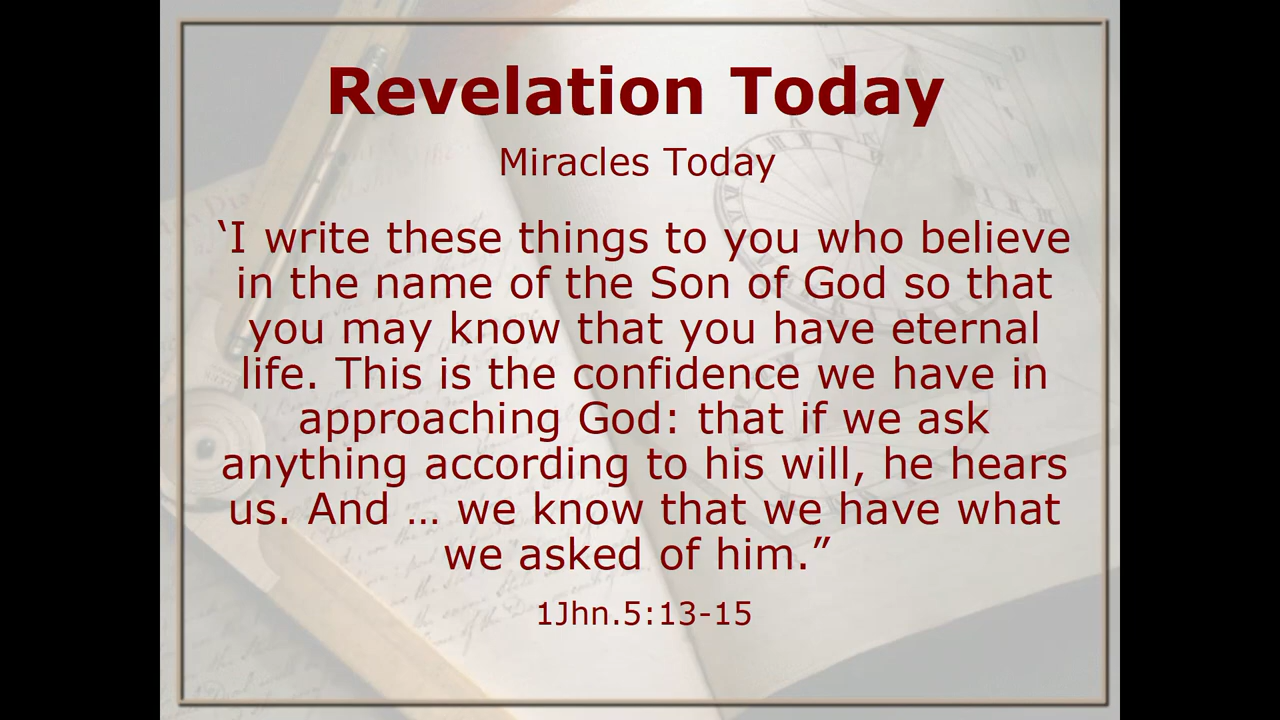 Revelation Today
Miracles Today
‘I write these things to you who believe
in the name of the Son of God so that
you may know that you have eternal
life. This is the confidence we have in
approaching God: that if we ask
anything according to his will, he hears
us. And … we know that we have what
we asked of him.”
1Jhn.5:13-15